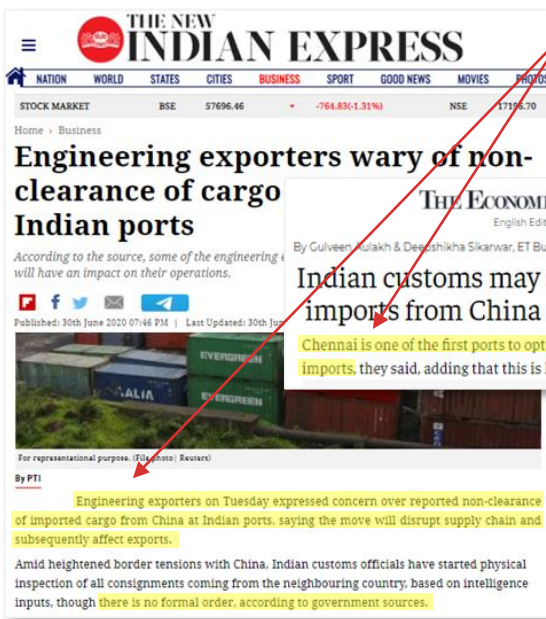 THE NEW
INDIAN EXPRESS
NATION WORLD STATES CITIES BUSINESS SPORT GOOD NEWS MOVIES PHOTOS
STOCK MARKET BSE 57696.46 -764.83(-1.31%) NSE 17196.70
Home › Business
Engineering exporters wary of non-
clearance of cargo
Indian ports
According to the source, some of the engineering
will have an impact on their operations.
Published: 30th June 2020 07:46 PM | Last Updated: 30th
THE ECONOM
English Edit
By Gulveen Aulakh & Deepshikha Sikarwar, ET Bu
Indian customs may
imports from China
Chennai is one of the first ports to opt
imports, they said, adding that this is
EVERGREEN
EVERGREEN
For representational purpose. (File photo | Reuters)
By PTI
Engineering exporters on Tuesday expressed concern over reported non-clearance
of imported cargo from China at Indian ports, saying the move will disrupt supply chain and
subsequently affect exports.
Amid heightened border tensions with China, Indian customs officials have started physical
inspection of all consignments coming from the neighbouring country, based on intelligence
inputs, though there is no formal order, according to government sources.